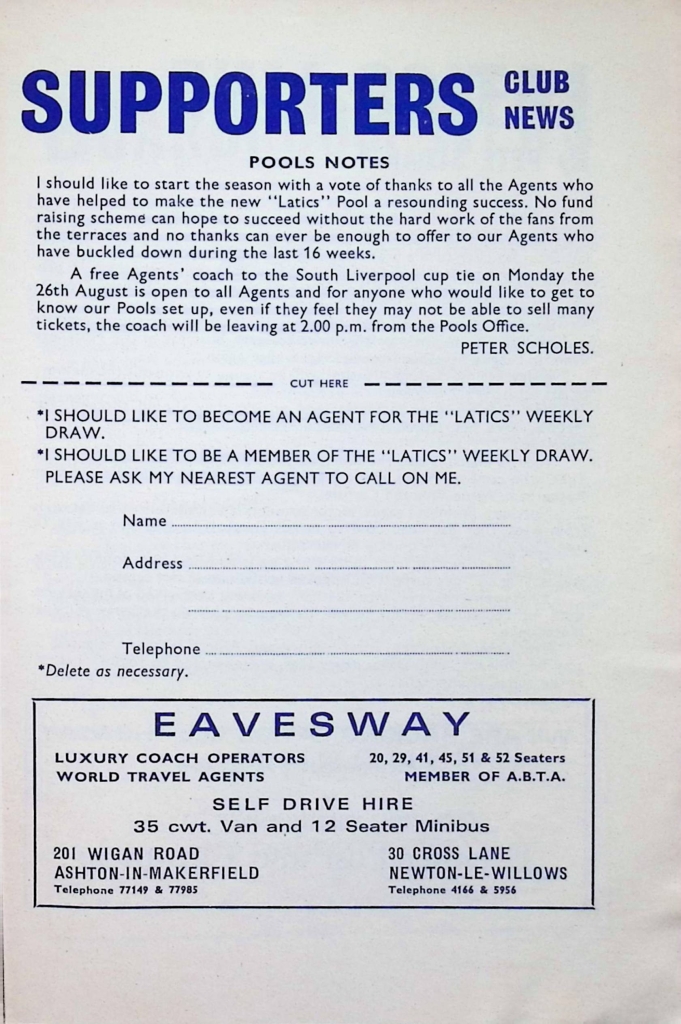 SUPPORTERS CLUB NEWS
POOLS NOTES
I should like to start the season with a vote of thanks to all the Agents who
have helped to make the new "Latics" Pool a resounding success. No fund
raising scheme can hope to succeed without the hard work of the fans from
the terraces and no thanks can ever be enough to offer to our Agents who
have buckled down during the last 16 weeks.
A free Agents' coach to the South Liverpool cup tie on Monday the
26th August is open to all Agents and for anyone who would like to get to
know our Pools set up, even if they feel they may not be able to sell many
tickets, the coach will be leaving at 2.00 p.m. from the Pools Office.
PETER SCHOLES.
CUT HERE
*I SHOULD LIKE TO BECOME AN AGENT FOR THE "LATICS" WEEKLY
DRAW.
*I SHOULD LIKE TO BE A MEMBER OF THE "LATICS" WEEKLY DRAW.
PLEASE ASK MY NEAREST AGENT TO CALL ON ME.
Name
Address
Telephone
*Delete as necessary.
EAVESWAY
LUXURY COACH OPERATORS 20, 29, 41, 45, 51 & 52 Seaters
WORLD TRAVEL AGENTS MEMBER OF A.B.T.A.
SELF DRIVE HIRE
35 cwt. Van and 12 Seater Minibus
201 WIGAN ROAD 30 CROSS LANE
ASHTON-IN-MAKERFIELD NEWTON-LE-WILLOWS
Telephone 77149 & 77985 Telephone 4166 & 5956